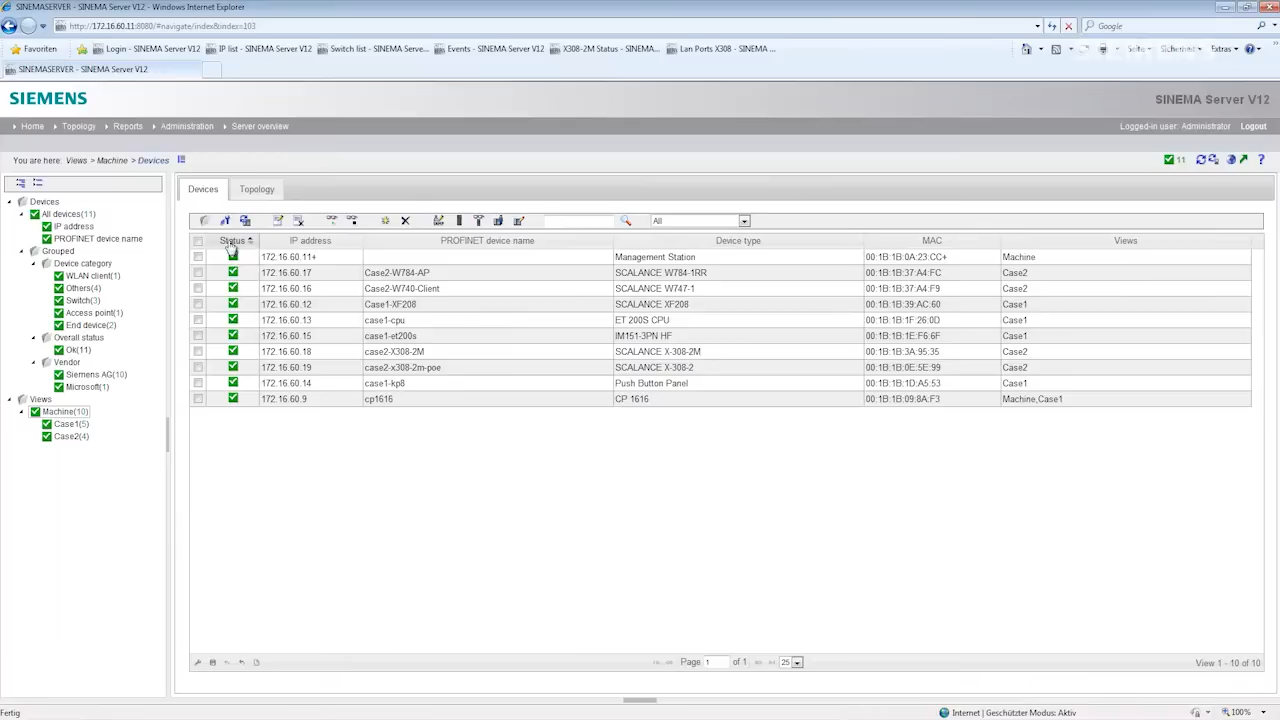 SINEMASERVER - SINEMA Server V12 - Windows Internet Explorer
http://172.16.60.11:8080/#navigate/index&index=103
Google
Favoriten
Login - SINEMA Server V12
IP list - SINEMA Server V12
Switch list - SINEMA Serve...
Events - SINEMA Server V12
X308-2M Status - SINEMA...
Lan Ports X308 - SINEMA ...
Seite
Sicherheit
Extras
SINEMASERVER - SINEMA Server V12
SIEMENS
SINEMA Server V12
Home
Topology
Reports
Administration
Server overview
Logged-in user: Administrator
Logout
You are here: Views > Machine > Devices
11
Devices
All devices(11)
IP address
PROFINET device name
Grouped
Device category
WLAN client(1)
Others(4)
Switch(3)
Access point(1)
End device(2)
Overall status
Ok(11)
Vendor
Siemens AG(10)
Microsoft(1)
Views
Machine(10)
Case1(5)
Case2(4)
Devices
Topology
All
Status IP address PROFINET device name Device type MAC Views
172.16.60.11+ Management Station 00:1B:1B:0A:23:CC+ Machine
172.16.60.17 Case2-W784-AP SCALANCE W784-1RR 00:1B:1B:37:A4:FC Case2
172.16.60.16 Case2-W740-Client SCALANCE W747-1 00:1B:1B:37:A4:F9 Case2
172.16.60.12 Case1-XF208 SCALANCE XF208 00:1B:1B:39:AC:60 Case1
172.16.60.13 case1-cpu ET 200S CPU 00:1B:1B:1F:26:0D Case1
172.16.60.15 case1-et200s IM151-3PN HF 00:1B:1B:1E:F6:6F Case1
172.16.60.18 case2-X308-2M SCALANCE X-308-2M 00:1B:1B:3A:95:35 Case2
172.16.60.19 case2-x308-2m-poe SCALANCE X-308-2 00:1B:1B:0E:5E:99 Case2
172.16.60.14 case1-kp8 Push Button Panel 00:1B:1B:1D:A5:53 Case1
172.16.60.9 cp1616 CP 1616 00:1B:1B:09:8A:F3 Machine,Case1
Page 1 of 1 25
View 1 - 10 of 10
Fertig
Internet | Geschützter Modus: Aktiv
100%